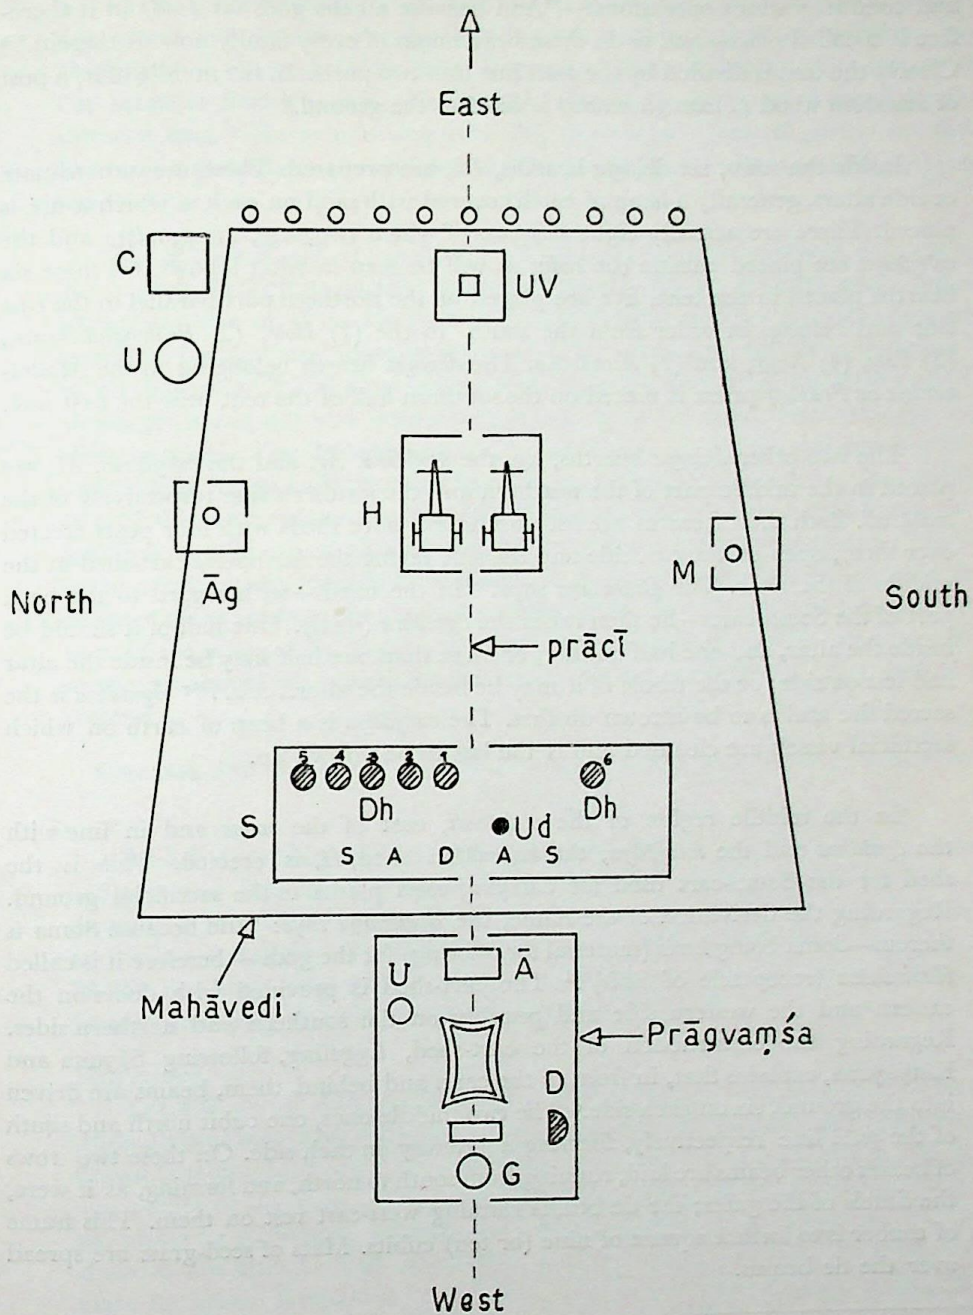 East
C
UV
U
H
Āg
M
North
South
prācī
5 4 3 2 1 6
Dh Dh
S
Ud
S A D A S
Mahāvedi
U
Ā
Prāgvaṃśa
D
G
West